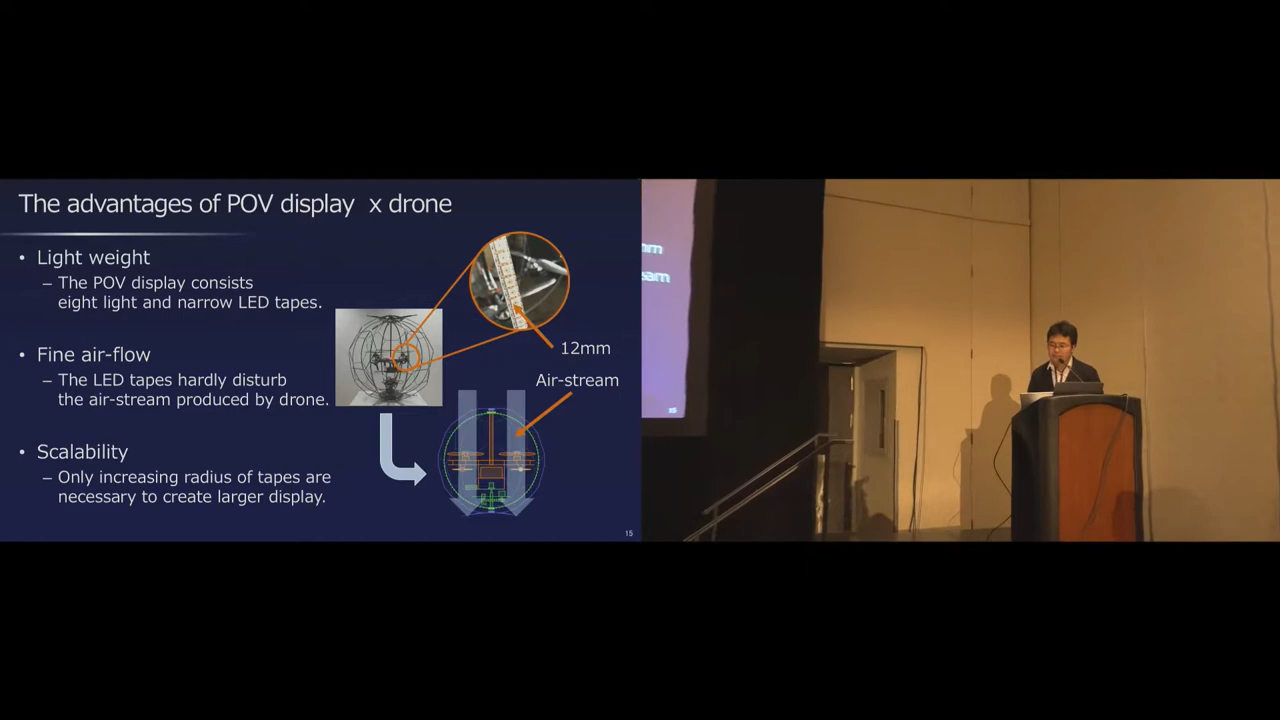 The advantages of POV display x drone
• Light weight
– The POV display consists
eight light and narrow LED tapes.
• Fine air-flow
– The LED tapes hardly disturb
the air-stream produced by drone.
• Scalability
– Only increasing radius of tapes are
necessary to create larger display.
12mm
Air-stream
15